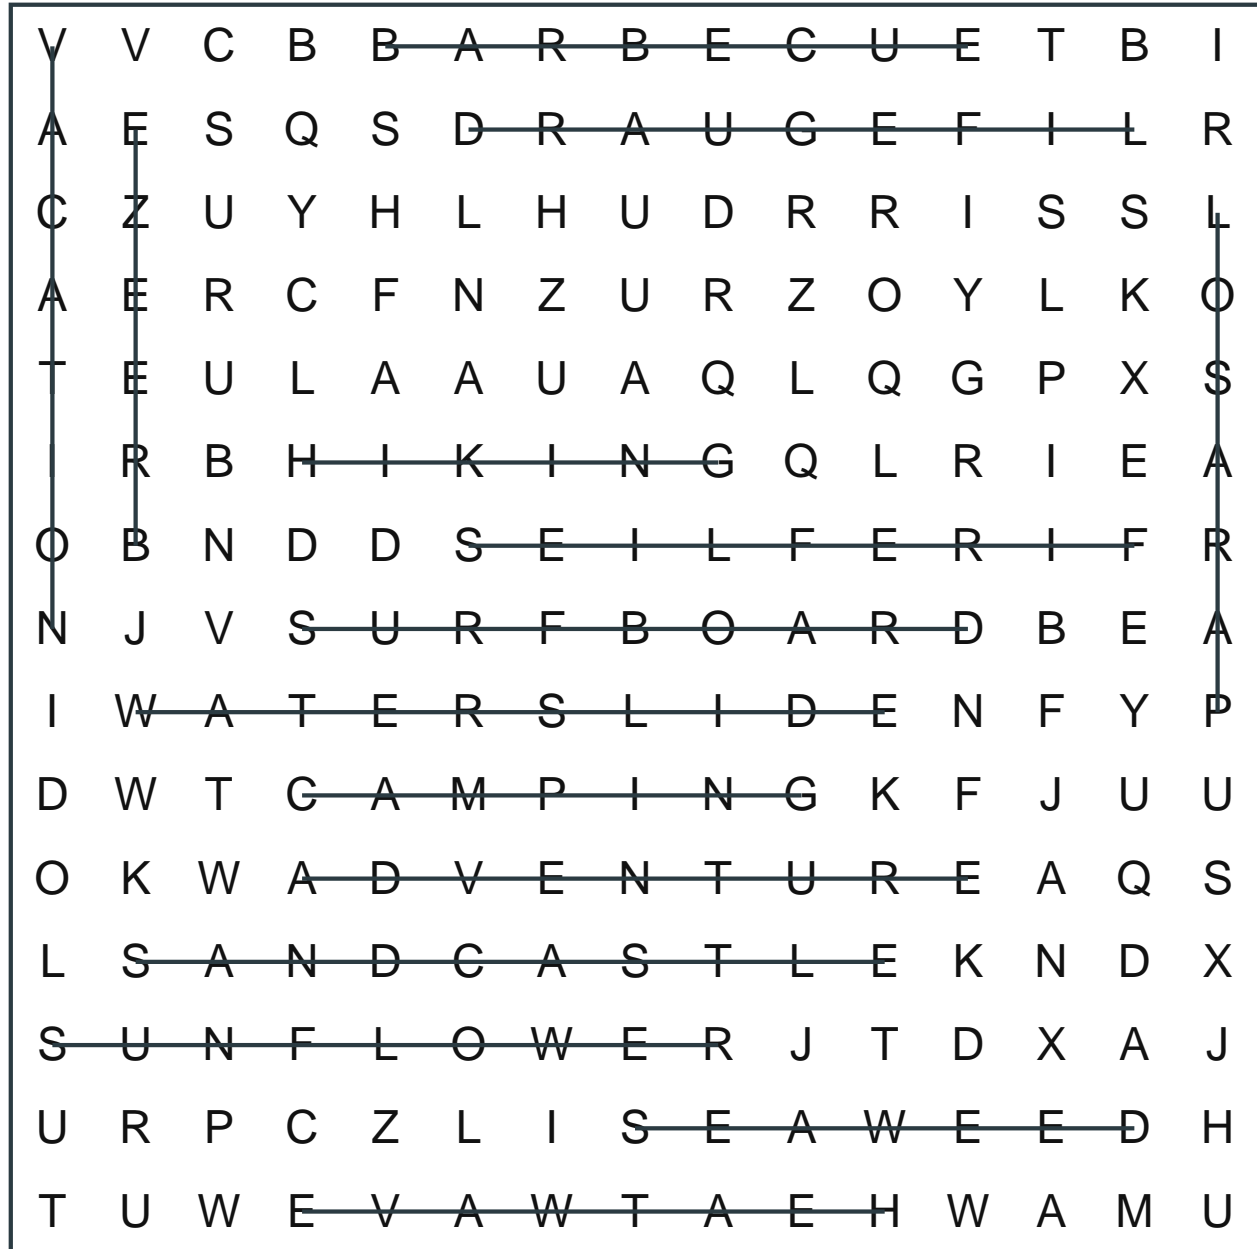 V V C B B A R B E C U E T B I
A E S Q S D R A U G E F I L R
C Z U Y H L H U D R R I S S L
A E R C F N Z U R Z O Y L K O
T E U L A A U A Q L Q G P X S
I R B H I K I N G Q L R I E A
O B N D D S E I L F E R I F R
N J V S U R F B O A R D B E A
I W A T E R S L I D E N F Y P
D W T C A M P I N G K F J U U
O K W A D V E N T U R E A Q S
L S A N D C A S T L E K N D X
S U N F L O W E R J T D X A J
U R P C Z L I S E A W E E D H
T U W E V A W T A E H W A M U